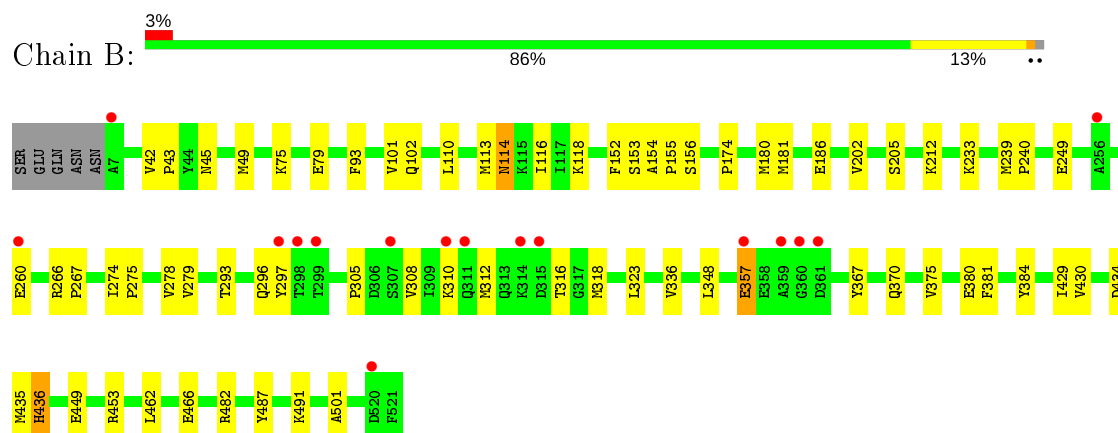 3%
Chain B:
86%
13%
••
SER GLU GLN ASN ASN A7 V42 P43 Y44 N45 M49 K75 E79 F93 V101 Q102 L110 M113 N114 K115 I116 I117 K118 F152 S153 A154 P155 S156 P174 M180 M181 E186 V202 S205 K212 K233 M239 P240 E249 A256
E260 R266 P267 I274 P275 V278 V279 T293 Q296 Y297 T298 T299 P305 D306 S307 V308 I309 K310 Q311 M312 Q313 K314 D315 T316 G317 M318 L323 V336 L348 E357 E358 A359 G360 D361 Y367 Q370 V375 E380 F381 Y384 I429 V430 D434
M435 H436 E449 R453 L462 E466 R482 Y487 K491 A501 D520 F521